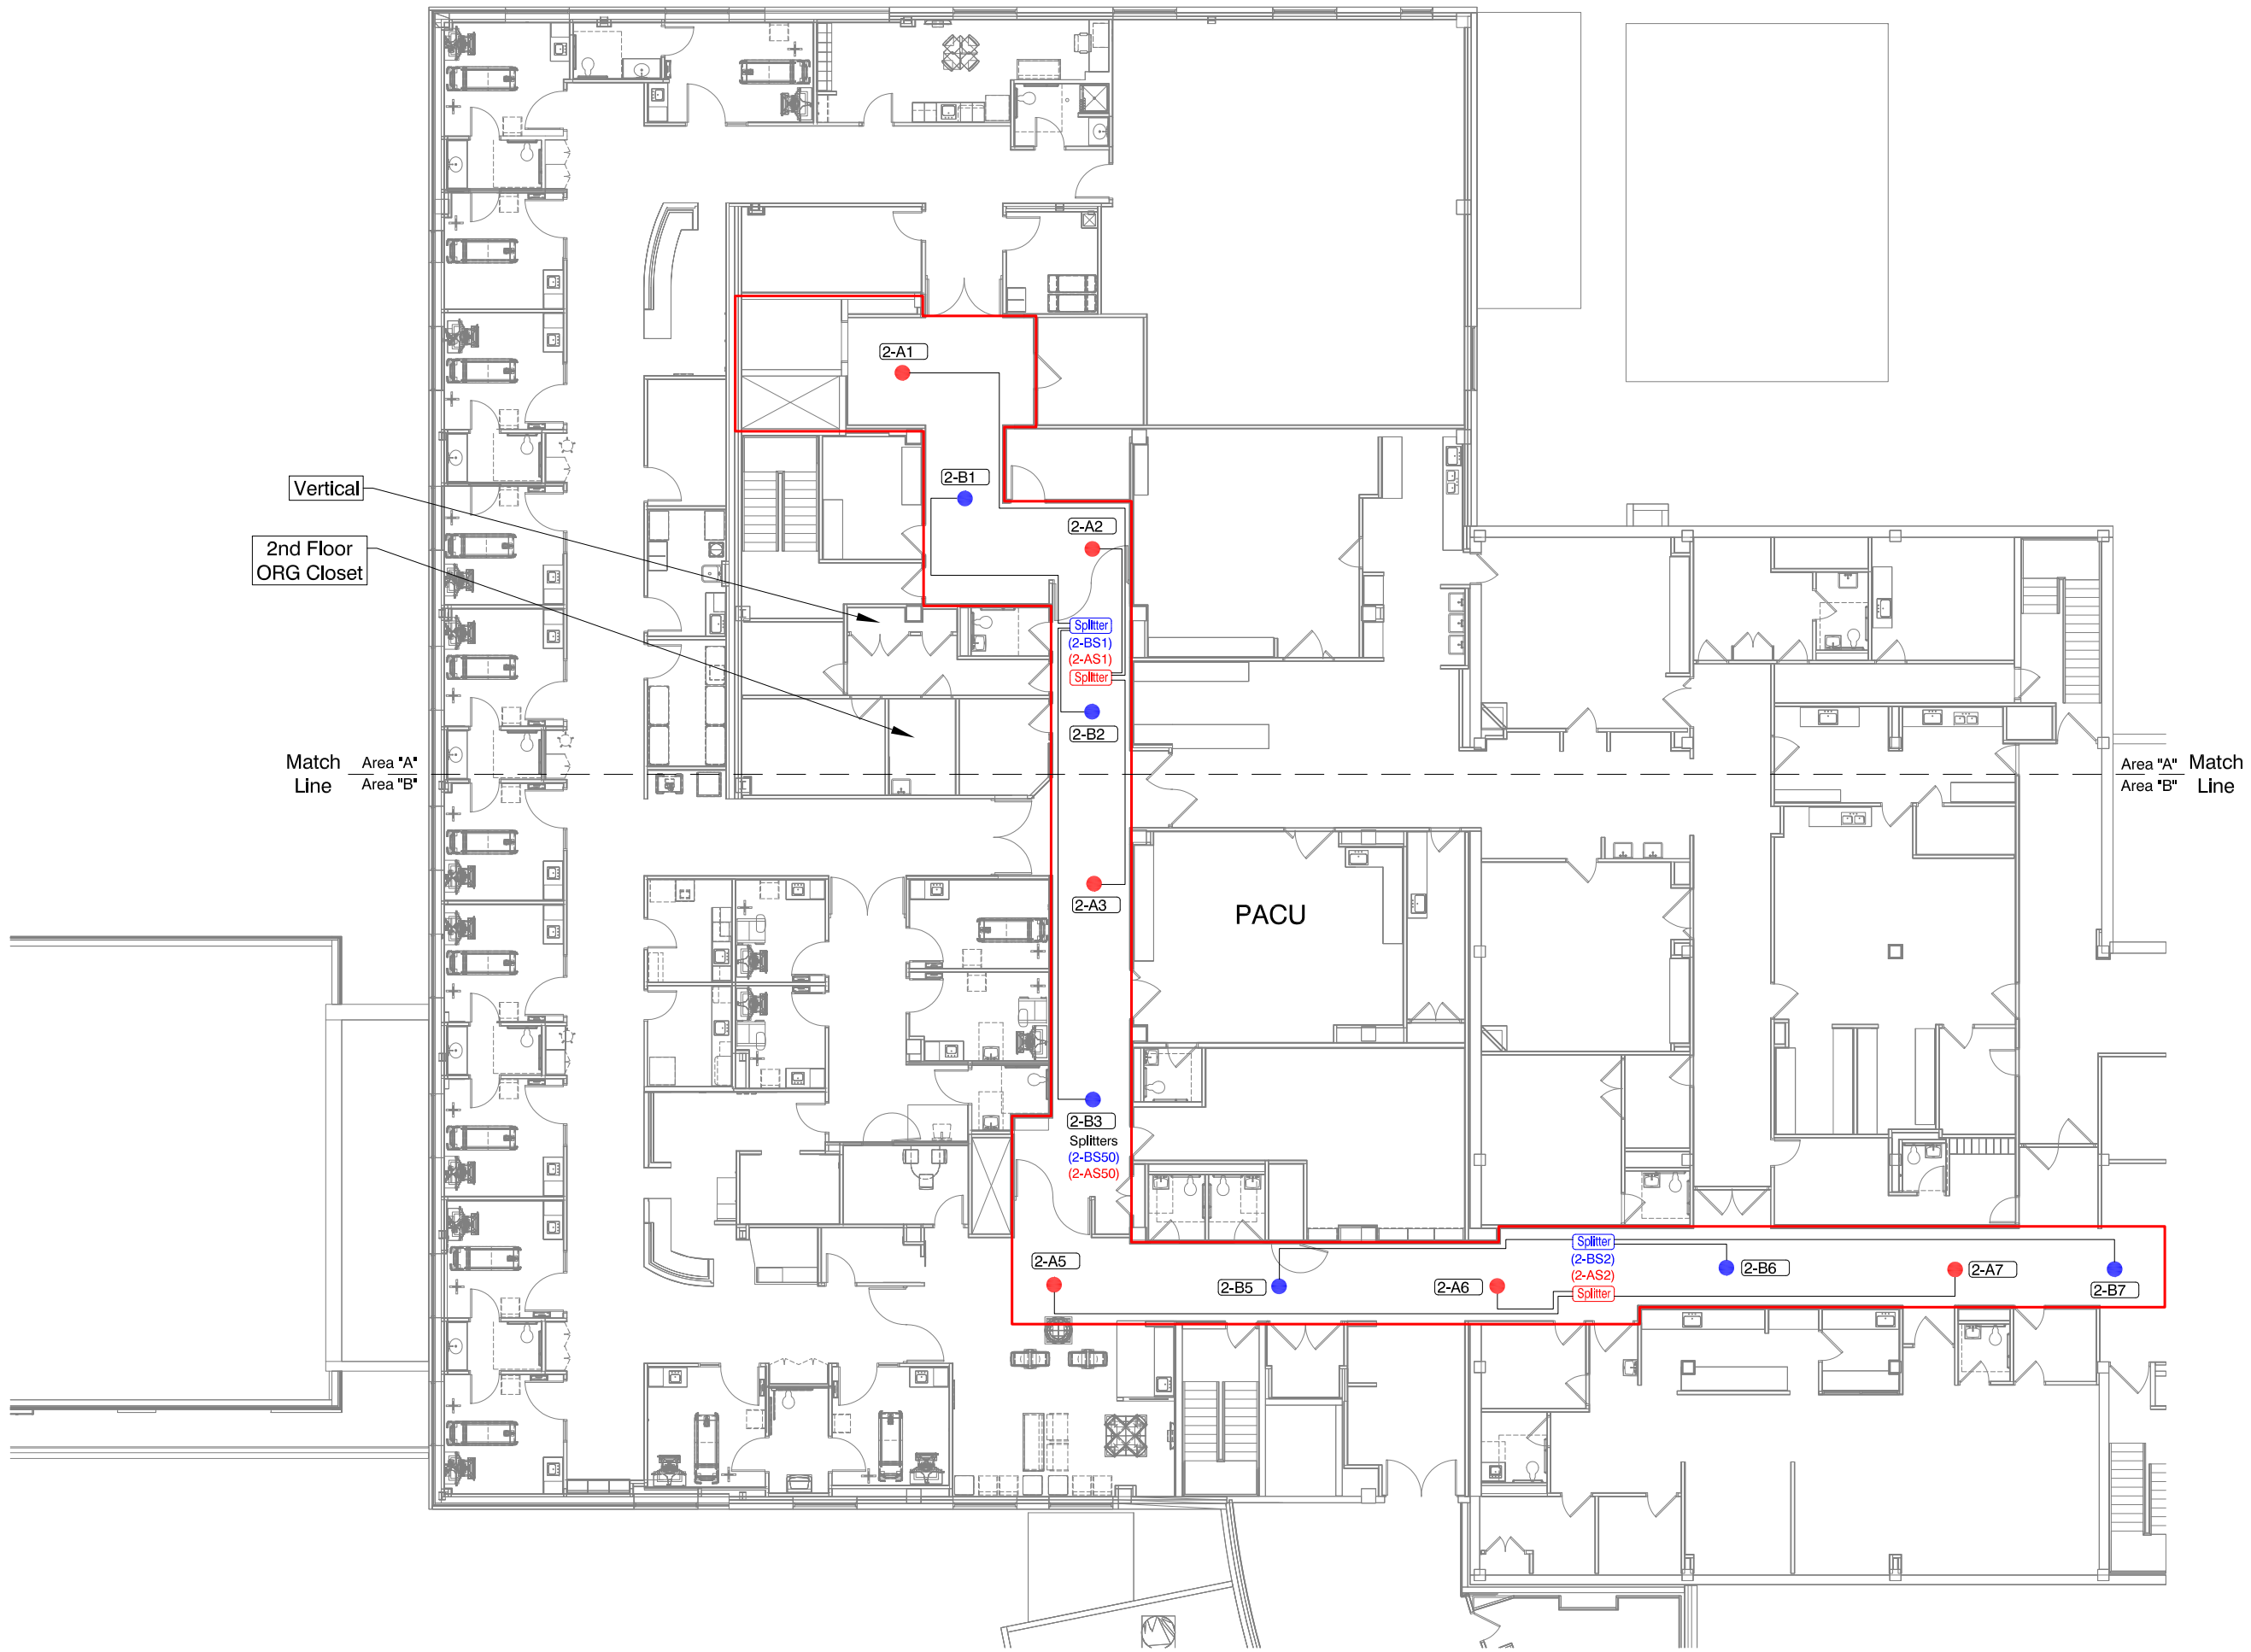 2-A1
2-B1
Vertical
2-A2
2nd Floor
ORG Closet
Splitter
(2-BS1)
(2-AS1)
Splitter
2-B2
Match
Line
Area "A"
Area "B"
Area "A"
Area "B"
Match
Line
2-A3
PACU
2-B3
Splitters
(2-BS50)
(2-AS50)
2-A5
2-B5
2-A6
Splitter
(2-BS2)
(2-AS2)
Splitter
2-B6
2-A7
2-B7